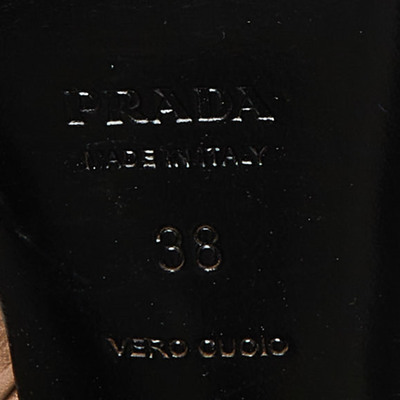 PRADA
MADE IN ITALY
38
VERO CUOIO